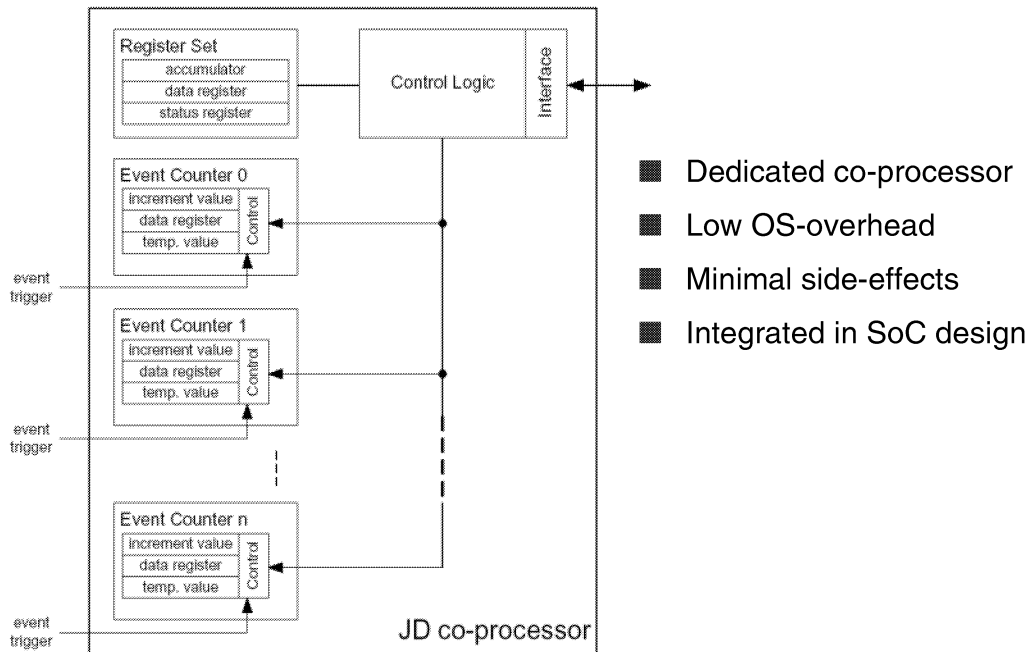 Register Set
accumulator
data register
status register
Control Logic
Interface
Event Counter 0
increment value
data register
temp. value
Control
event
trigger
Event Counter 1
increment value
data register
temp. value
Control
event
trigger
Event Counter n
increment value
data register
temp. value
Control
event
trigger
JD co-processor
Dedicated co-processor
Low OS-overhead
Minimal side-effects
Integrated in SoC design